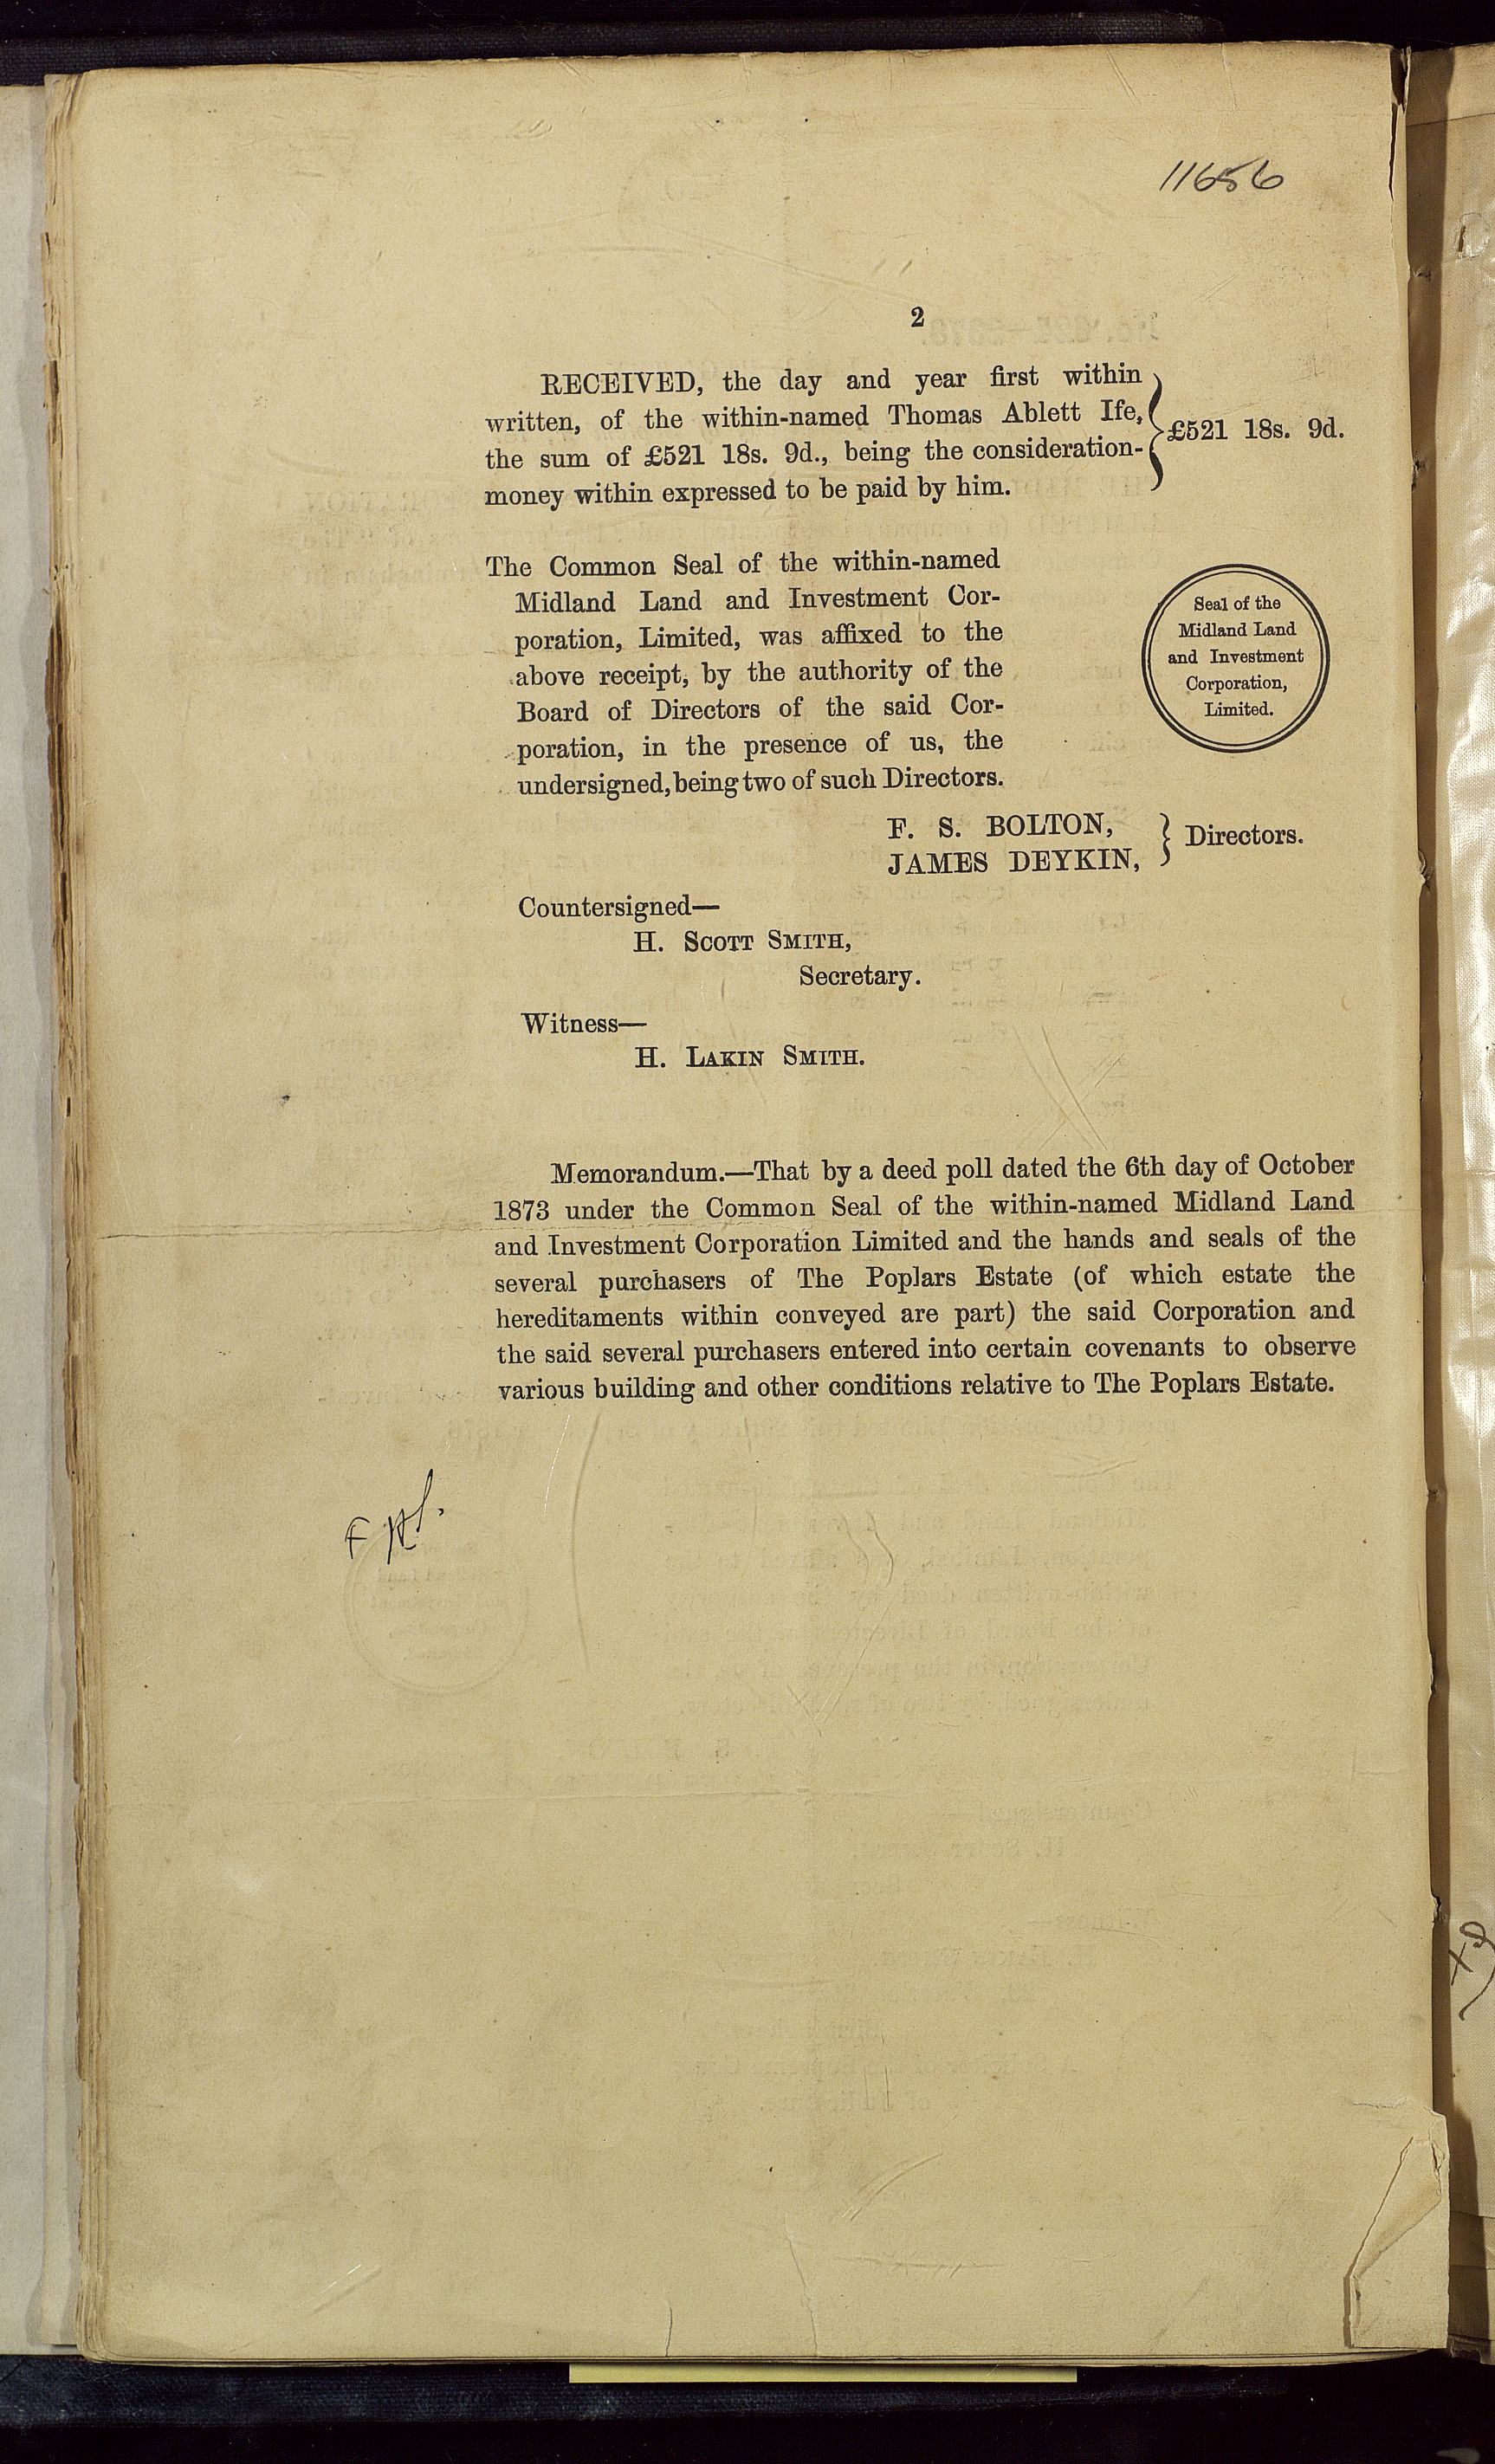 11656
2
RECEIVED, the day and year first within
written, of the within-named Thomas Ablett Ife,
the sum of £521 18s. 9d., being the consideration-
money within expressed to be paid by him.
£521 18s. 9d.
The Common Seal of the within-named
Midland Land and Investment Cor-
poration, Limited, was affixed to the
above receipt, by the authority of the
Board of Directors of the said Cor-
poration, in the presence of us, the
undersigned, being two of such Directors.
Seal of the
Midland Land
and Investment
Corporation,
Limited.
F. S. BOLTON,
JAMES DEYKIN,
Directors.
Countersigned—
H. SCOTT SMITH,
Secretary.
Witness—
H. LAKIN SMITH.
Memorandum.—That by a deed poll dated the 6th day of October
1873 under the Common Seal of the within-named Midland Land
and Investment Corporation Limited and the hands and seals of the
several purchasers of The Poplars Estate (of which estate the
hereditaments within conveyed are part) the said Corporation and
the said several purchasers entered into certain covenants to observe
various building and other conditions relative to The Poplars Estate.